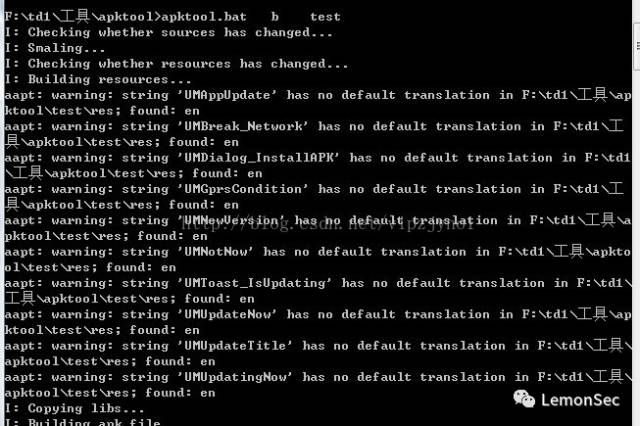 F:\td1\工具\apktool>apktool.bat   b    test
I: Checking whether sources has changed...
I: Smaling...
I: Checking whether resources has changed...
I: Building resources...
aapt: warning: string 'UMAppUpdate' has no default translation in F:\td1\工具\ap
ktool\test\res; found: en
aapt: warning: string 'UMBreak_Network' has no default translation in F:\td1\工
具\apktool\test\res; found: en
aapt: warning: string 'UMDialog_InstallAPK' has no default translation in F:\td1
\工具\apktool\test\res; found: en
aapt: warning: string 'UMGprsCondition' has no default translation in F:\td1\工
具\apktool\test\res; found: en
aapt: warning: string 'UMNewVersion' has no default translation in F:\td1\工具\a
pktool\test\res; found: en
aapt: warning: string 'UMNotNow' has no default translation in F:\td1\工具\apkto
ol\test\res; found: en
aapt: warning: string 'UMToast_IsUpdating' has no default translation in F:\td1\
工具\apktool\test\res; found: en
aapt: warning: string 'UMUpdateNow' has no default translation in F:\td1\工具\ap
ktool\test\res; found: en
aapt: warning: string 'UMUpdateTitle' has no default translation in F:\td1\工具\
apktool\test\res; found: en
aapt: warning: string 'UMUpdatingNow' has no default translation in F:\td1\工具\
apktool\test\res; found: en
I: Copying libs...
I: Building apk file
LemonSec